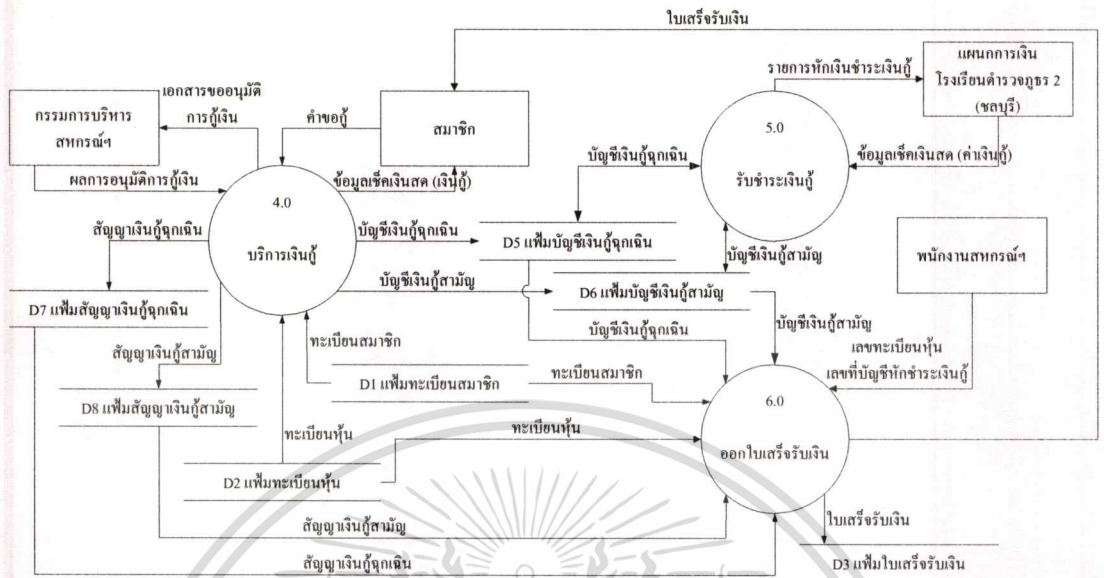 ใบเสร็จรับเงิน
แผนกการเงิน
โรงเรียนตำรวจภูธร 2
(ชลบุรี)
รายการหักเงินชำระเงินกู้
เอกสารขออนุมัติ
การกู้เงิน
กรรมการบริหาร
สหกรณ์ฯ
คำขอกู้
สมาชิก
5.0
รับชำระเงินกู้
บัญชีเงินกู้ฉุกเฉิน
ข้อมูลเช็คเงินสด (ค่าเงินกู้)
ผลการอนุมัติการกู้เงิน
ข้อมูลเช็คเงินสด (เงินกู้)
4.0
บริการเงินกู้
สัญญาเงินกู้ฉุกเฉิน
บัญชีเงินกู้ฉุกเฉิน
D5 แฟ้มบัญชีเงินกู้ฉุกเฉิน
บัญชีเงินกู้สามัญ
พนักงานสหกรณ์ฯ
บัญชีเงินกู้สามัญ
D6 แฟ้มบัญชีเงินกู้สามัญ
D7 แฟ้มสัญญาเงินกู้ฉุกเฉิน
บัญชีเงินกู้ฉุกเฉิน
บัญชีเงินกู้สามัญ
ทะเบียนสมาชิก
สัญญาเงินกู้สามัญ
เลขทะเบียนหุ้น
เลขที่บัญชีหักชำระเงินกู้
D1 แฟ้มทะเบียนสมาชิก
ทะเบียนสมาชิก
D8 แฟ้มสัญญาเงินกู้สามัญ
6.0
ออกใบเสร็จรับเงิน
ทะเบียนหุ้น
ทะเบียนหุ้น
D2 แฟ้มทะเบียนหุ้น
สัญญาเงินกู้สามัญ
ใบเสร็จรับเงิน
สัญญาเงินกู้ฉุกเฉิน
D3 แฟ้มใบเสร็จรับเงิน